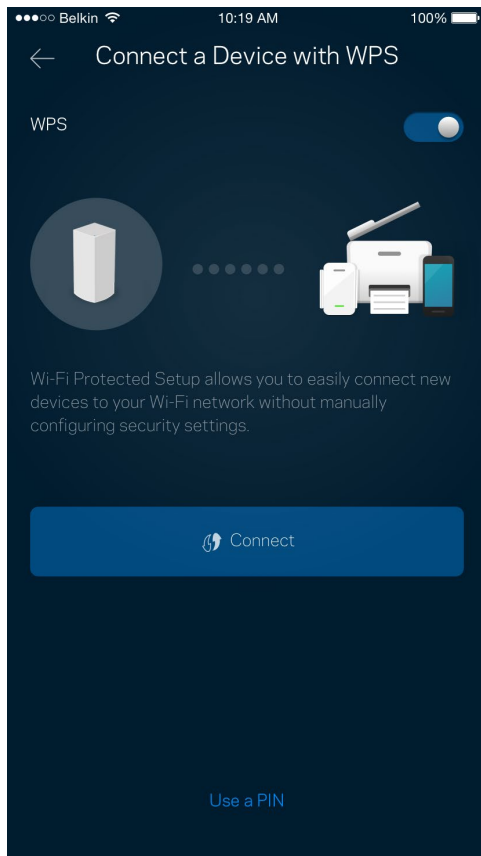 Belkin 10:19 AM 100%
Connect a Device with WPS
WPS
Wi-Fi Protected Setup allows you to easily connect new
devices to your Wi-Fi network without manually
configuring security settings.
Connect
Use a PIN